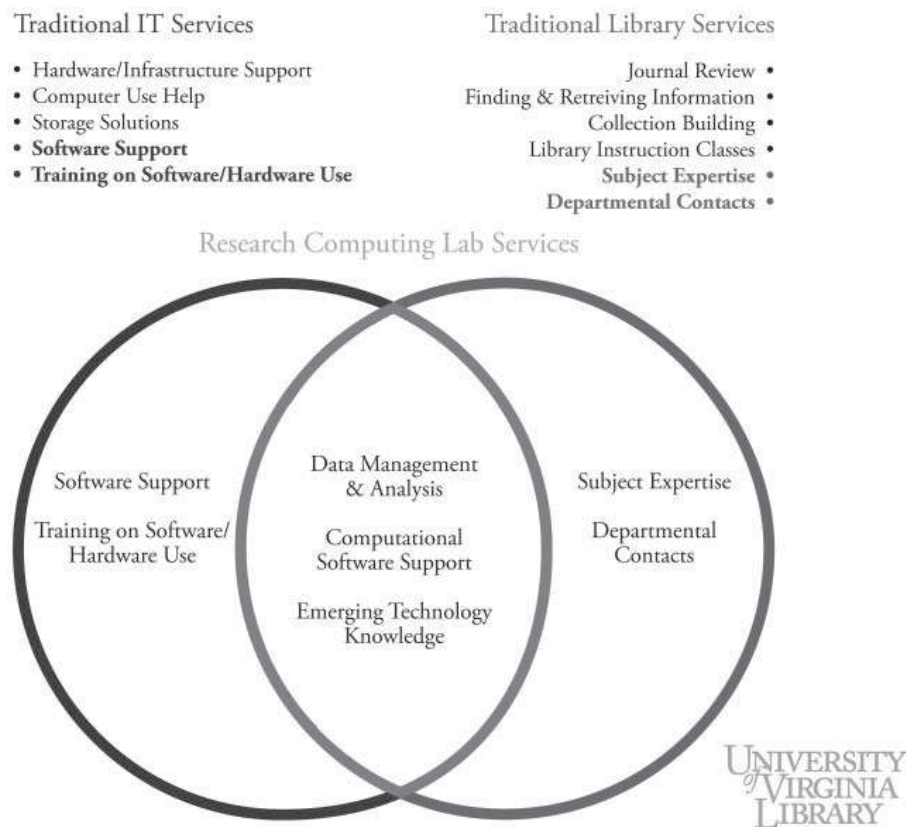 Traditional IT Services
• Hardware/Infrastructure Support
• Computer Use Help
• Storage Solutions
• Software Support
• Training on Software/Hardware Use
Traditional Library Services
Journal Review •
Finding & Retreiving Information •
Collection Building •
Library Instruction Classes •
Subject Expertise •
Departmental Contacts •
Research Computing Lab Services
Software Support
Training on Software/
Hardware Use
Data Management
& Analysis
Computational
Software Support
Emerging Technology
Knowledge
Subject Expertise
Departmental
Contacts
UNIVERSITY
of VIRGINIA
LIBRARY